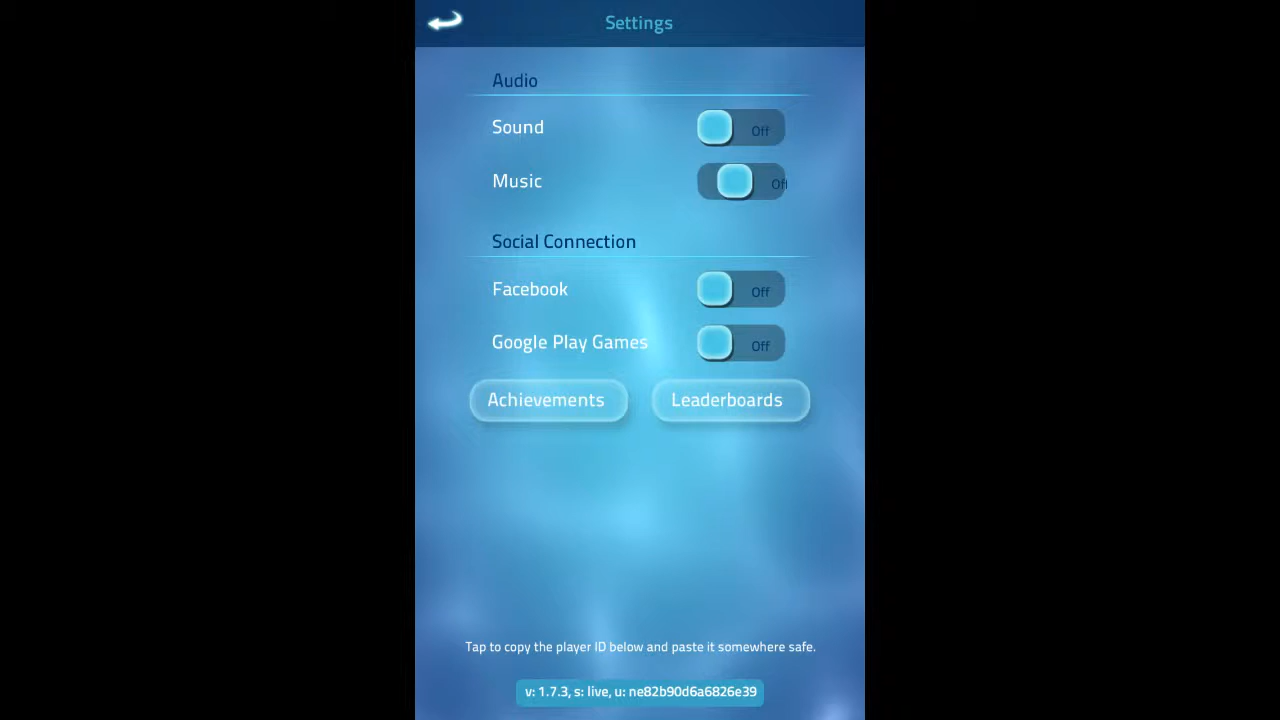 Settings
Audio
Sound Off
Music Off
Social Connection
Facebook Off
Google Play Games Off
Achievements Leaderboards
Tap to copy the player ID below and paste it somewhere safe.
v: 1.7.3, s: live, u: ne82b90d6a6826e39